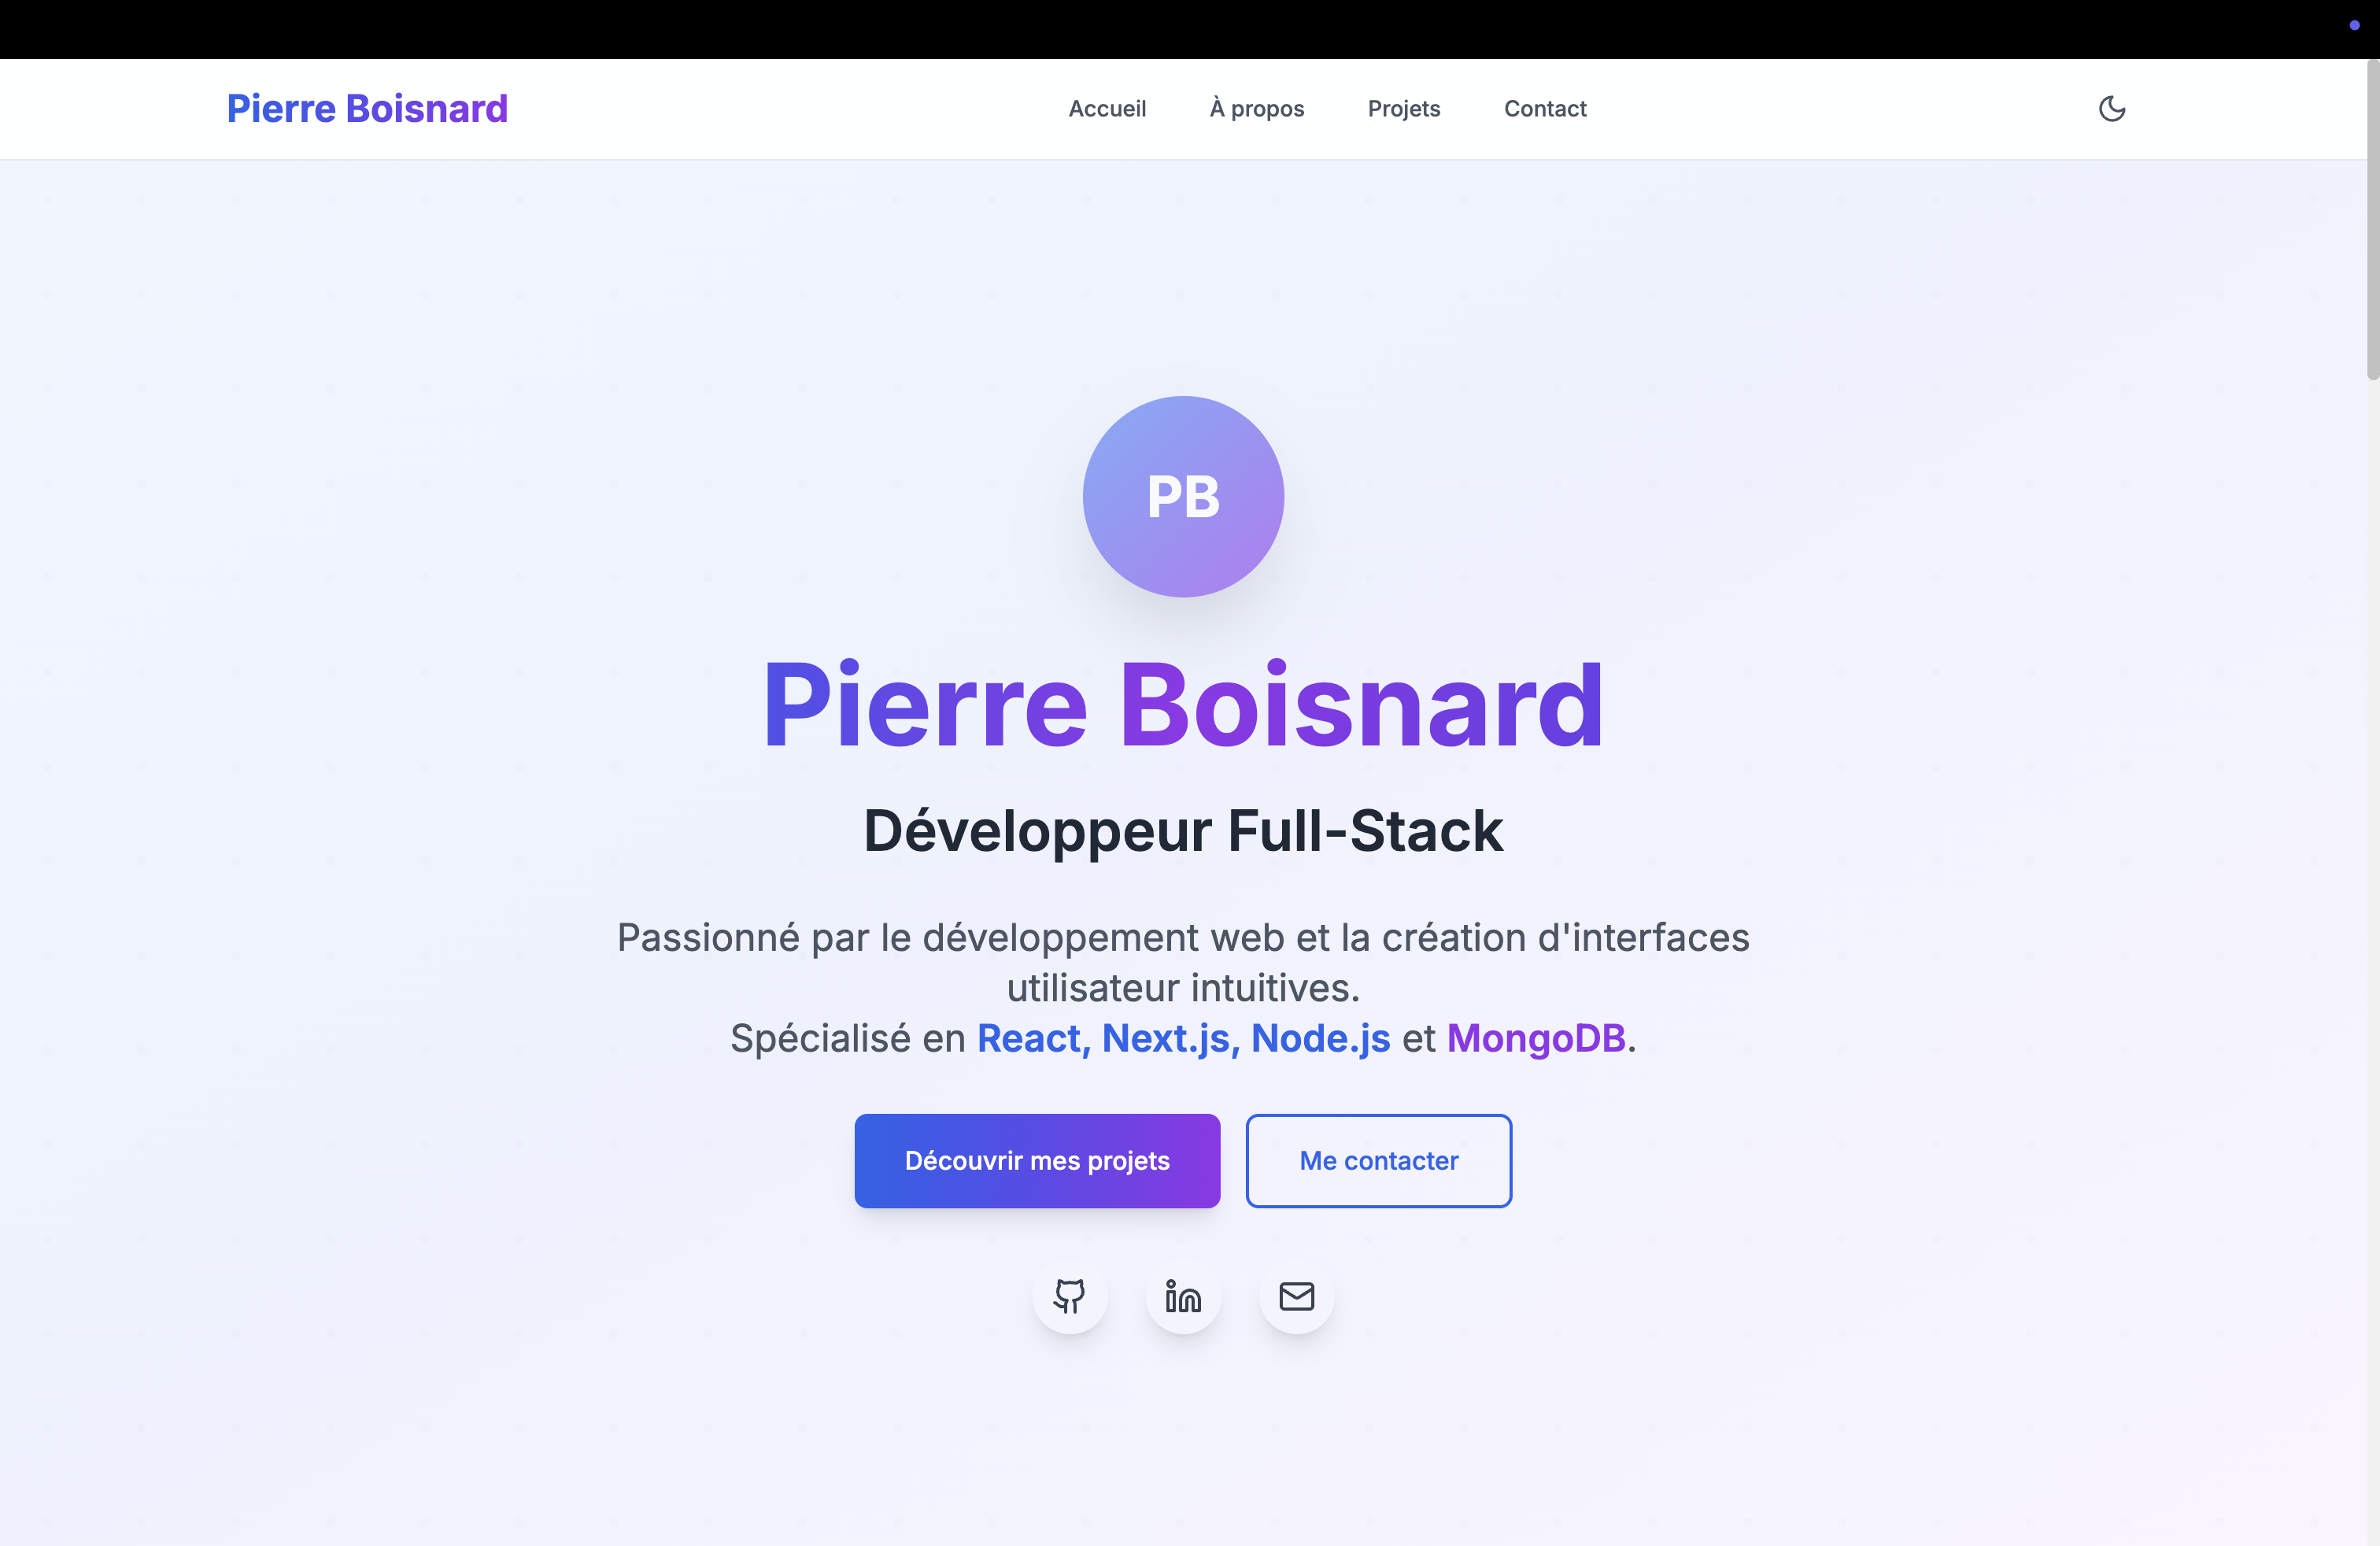 Pierre Boisnard
Accueil
À propos
Projets
Contact
PB
Pierre Boisnard
Développeur Full-Stack
Passionné par le développement web et la création d'interfaces
utilisateur intuitives.
Spécialisé en React, Next.js, Node.js et MongoDB.
Découvrir mes projets
Me contacter